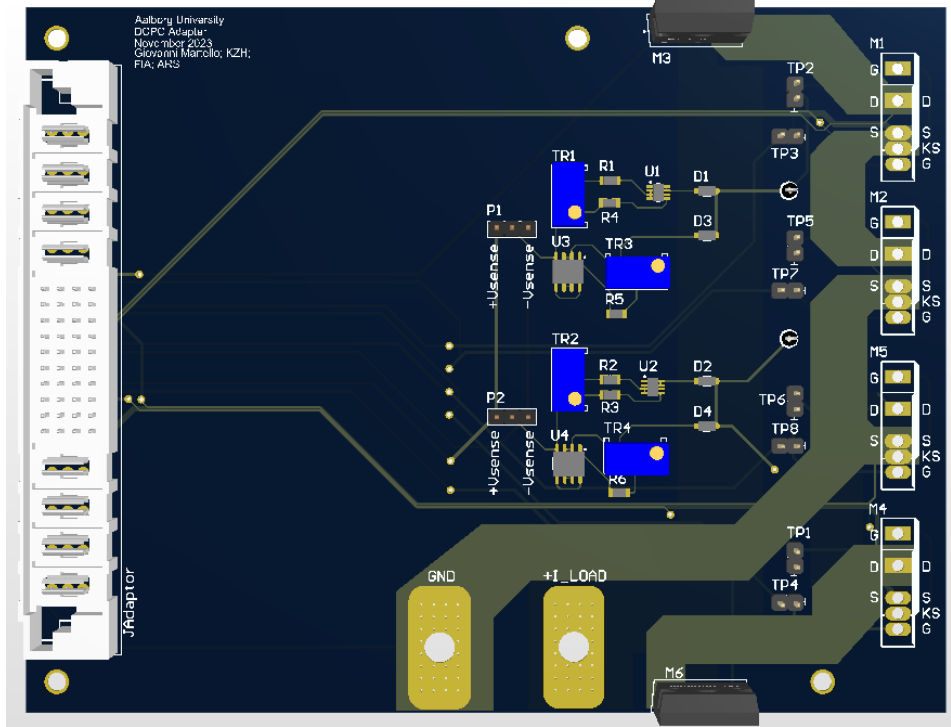 Aalborg University
DCPC Adapter
November 2023
Giovanni Martello; KZH;
FIA; ARS
M3
M1
G
D D
S S
KS
G
TP2
TP3
TR1 R1 U1 D1
R4 D3
P1
U3 TR3
R5
+Vsense -Vsense
TP5
TP7
M2
G
D D
S S
KS
G
TR2 R2 U2 D2
R3 D4
P2
U4 TR4
R6
+Vsense -Vsense
TP6
TP8
M5
G
D D
S S
KS
G
M4
G
D D
S S
KS
G
TP1
TP4
GND +I_LOAD
M6
JAdaptor